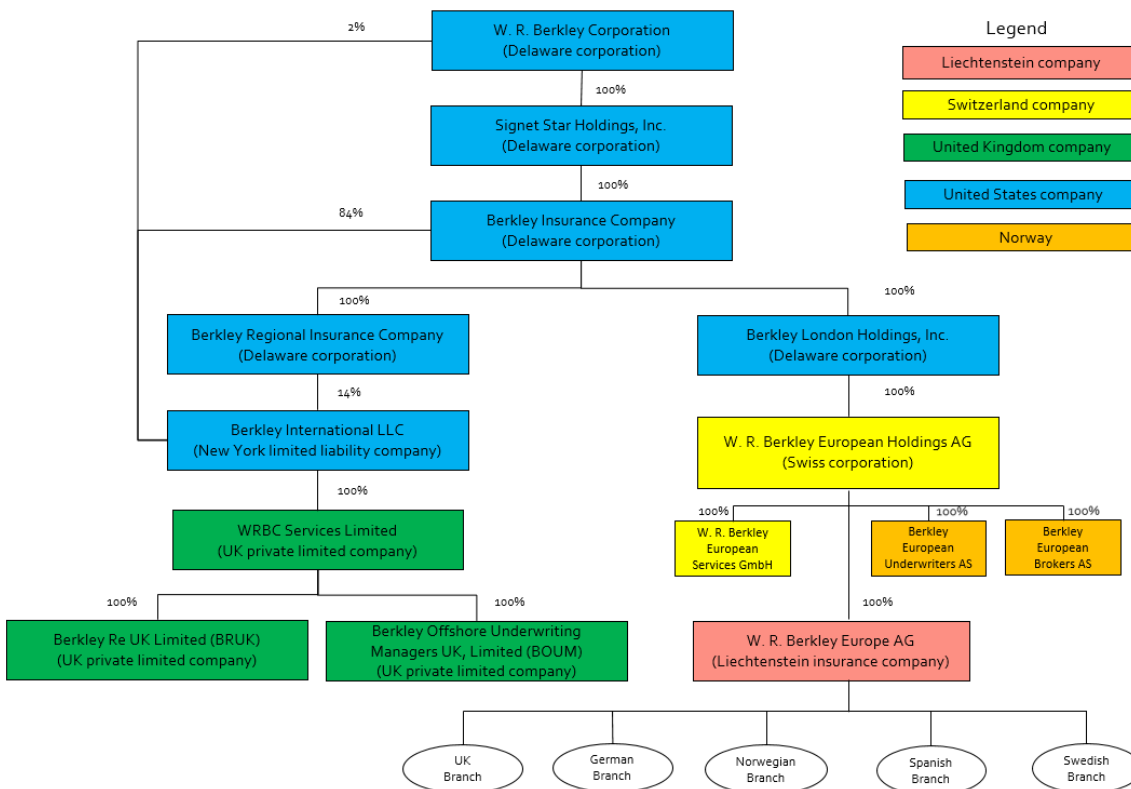 2%
W. R. Berkley Corporation
(Delaware corporation)
Legend
Liechtenstein company
Switzerland company
United Kingdom company
United States company
Norway
100%
Signet Star Holdings, Inc.
(Delaware corporation)
100%
84%
Berkley Insurance Company
(Delaware corporation)
100%
100%
Berkley Regional Insurance Company
(Delaware corporation)
Berkley London Holdings, Inc.
(Delaware corporation)
14%
100%
Berkley International LLC
(New York limited liability company)
W. R. Berkley European Holdings AG
(Swiss corporation)
100%
WRBC Services Limited
(UK private limited company)
100%
100%
100%
W. R. Berkley
European
Services GmbH
Berkley
European
Underwriters AS
Berkley
European
Brokers AS
100%
100%
100%
Berkley Re UK Limited (BRUK)
(UK private limited company)
Berkley Offshore Underwriting
Managers UK, Limited (BOUM)
(UK private limited company)
W. R. Berkley Europe AG
(Liechtenstein insurance company)
UK
Branch
German
Branch
Norwegian
Branch
Spanish
Branch
Swedish
Branch